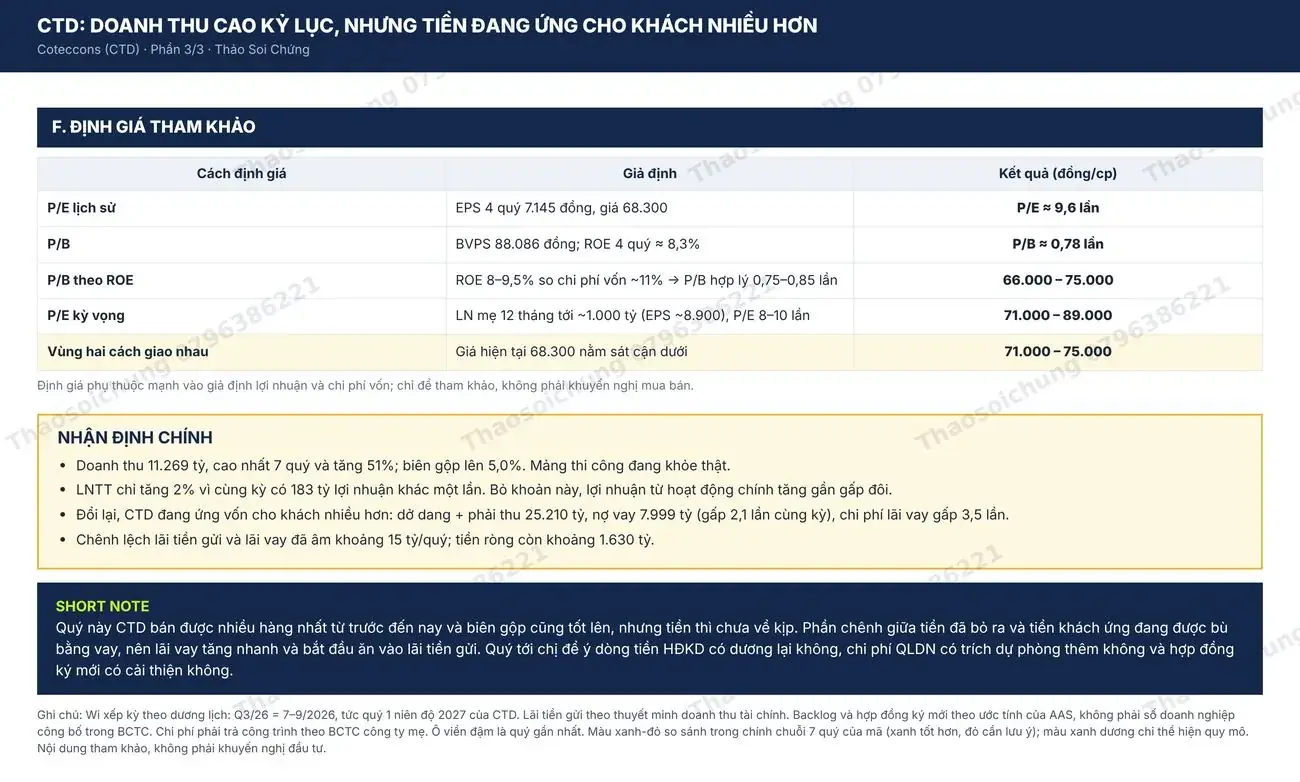 CTD: DOANH THU CAO KỶ LỤC, NHƯNG TIỀN ĐANG ỨNG CHO KHÁCH NHIỀU HƠN
Coteccons (CTD) · Phần 3/3 · Thảo Soi Chứng
F. ĐỊNH GIÁ THAM KHẢO
Cách định giá Giả định Kết quả (đồng/cp)
P/E lịch sử EPS 4 quý 7.145 đồng, giá 68.300 P/E ≈ 9,6 lần
P/B BVPS 88.086 đồng; ROE 4 quý ≈ 8,3% P/B ≈ 0,78 lần
P/B theo ROE ROE 8–9,5% so chi phí vốn ~11% → P/B hợp lý 0,75–0,85 lần 66.000 – 75.000
P/E kỳ vọng LN mẹ 12 tháng tới ~1.000 tỷ (EPS ~8.900), P/E 8–10 lần 71.000 – 89.000
Vùng hai cách giao nhau Giá hiện tại 68.300 nằm sát cận dưới 71.000 – 75.000
Định giá phụ thuộc mạnh vào giả định lợi nhuận và chi phí vốn; chỉ để tham khảo, không phải khuyến nghị mua bán.
NHẬN ĐỊNH CHÍNH
• Doanh thu 11.269 tỷ, cao nhất 7 quý và tăng 51%; biên gộp lên 5,0%. Mảng thi công đang khỏe thật.
• LNTT chỉ tăng 2% vì cùng kỳ có 183 tỷ lợi nhuận khác một lần. Bỏ khoản này, lợi nhuận từ hoạt động chính tăng gần gấp đôi.
• Đổi lại, CTD đang ứng vốn cho khách nhiều hơn: dở dang + phải thu 25.210 tỷ, nợ vay 7.999 tỷ (gấp 2,1 lần cùng kỳ), chi phí lãi vay gấp 3,5 lần.
• Chênh lệch lãi tiền gửi và lãi vay đã âm khoảng 15 tỷ/quý; tiền ròng còn khoảng 1.630 tỷ.
SHORT NOTE
Quý này CTD bán được nhiều hàng nhất từ trước đến nay và biên gộp cũng tốt lên, nhưng tiền thì chưa về kịp. Phần chênh giữa tiền đã bỏ ra và tiền khách ứng đang được bù
bằng vay, nên lãi vay tăng nhanh và bắt đầu ăn vào lãi tiền gửi. Quý tới chị để ý dòng tiền HĐKD có dương lại không, chi phí QLDN có trích dự phòng thêm không và hợp đồng
ký mới có cải thiện không.
Ghi chú: Wi xếp kỳ theo dương lịch: Q3/26 = 7–9/2026, tức quý 1 niên độ 2027 của CTD. Lãi tiền gửi theo thuyết minh doanh thu tài chính. Backlog và hợp đồng ký mới theo ước tính của AAS, không phải số doanh nghiệp
công bố trong BCTC. Chi phí phải trả công trình theo BCTC công ty mẹ. Ô viền đậm là quý gần nhất. Màu xanh-đỏ so sánh trong chính chuỗi 7 quý của mã (xanh tốt hơn, đỏ cần lưu ý); màu xanh dương chỉ thể hiện quy mô.
Nội dung tham khảo, không phải khuyến nghị đầu tư.
Thaosoichung 0796386221